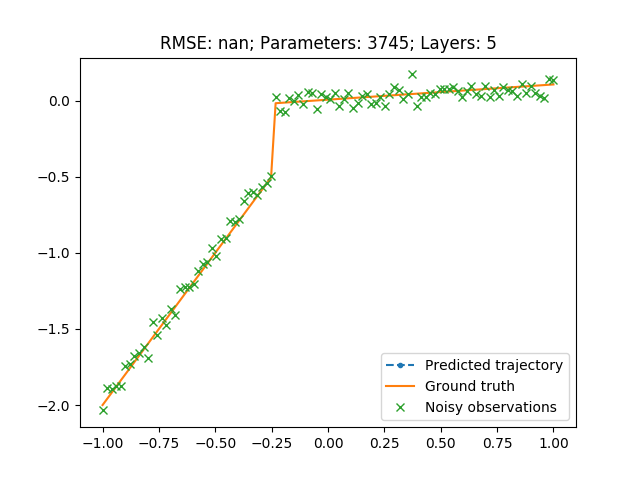 RMSE: nan; Parameters: 3745; Layers: 5
0.0
−0.5
−1.0
−1.5
−2.0
Predicted trajectory
Ground truth
Noisy observations
−1.00 −0.75 −0.50 −0.25 0.00 0.25 0.50 0.75 1.00